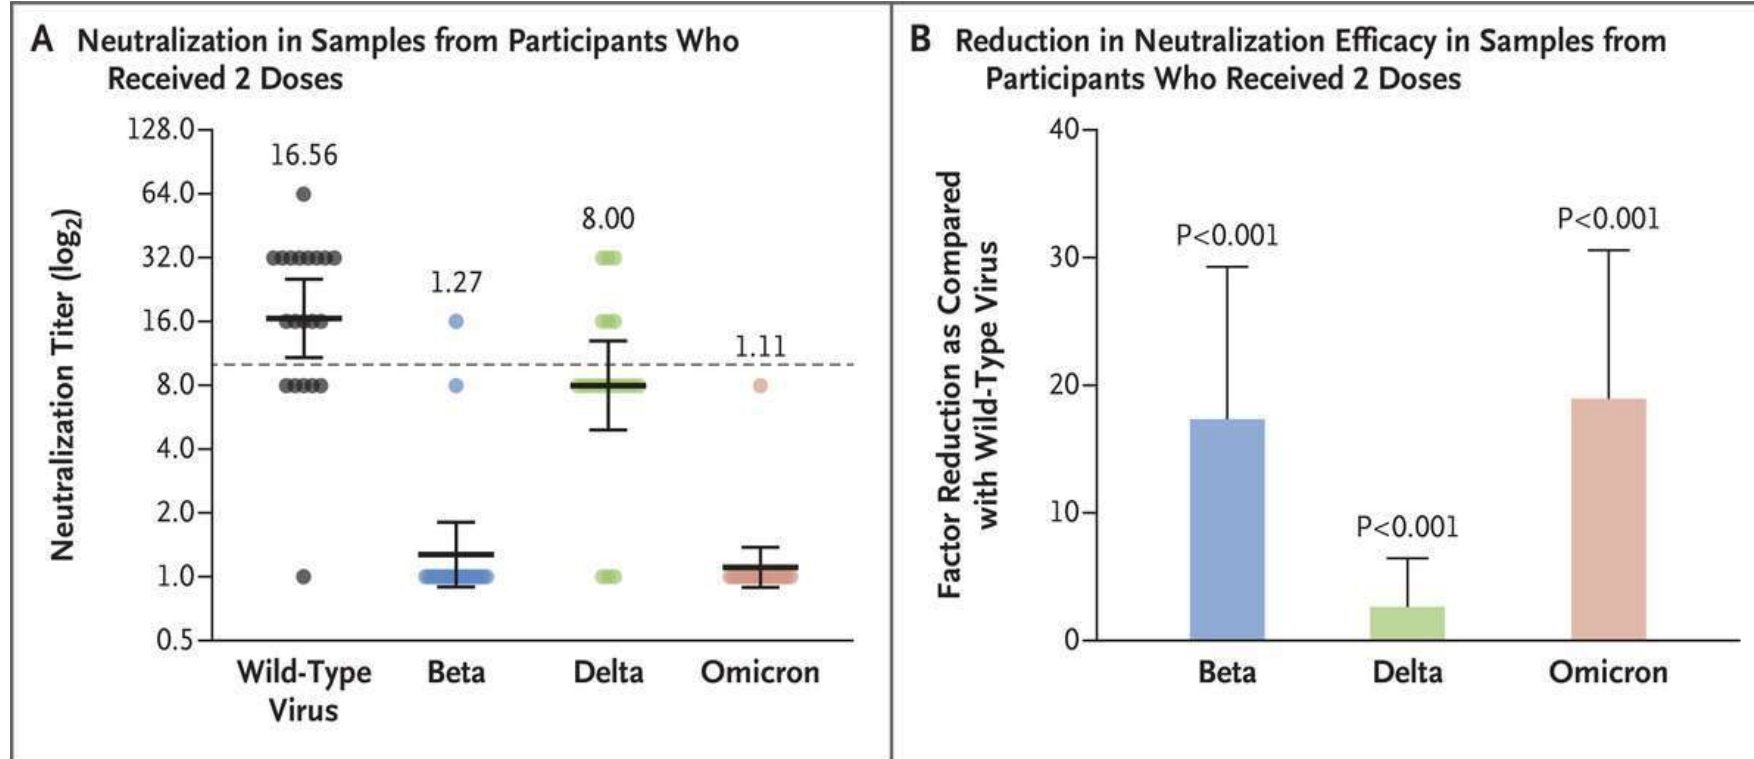 A Neutralization in Samples from Participants Who
Received 2 Doses
Neutralization Titer (log2)
128.0
64.0
32.0
16.0
8.0
4.0
2.0
1.0
0.5
16.56
1.27
8.00
1.11
Wild-Type
Virus
Beta
Delta
Omicron
B Reduction in Neutralization Efficacy in Samples from
Participants Who Received 2 Doses
Factor Reduction as Compared
with Wild-Type Virus
40
30
20
10
0
P<0.001
P<0.001
P<0.001
Beta
Delta
Omicron